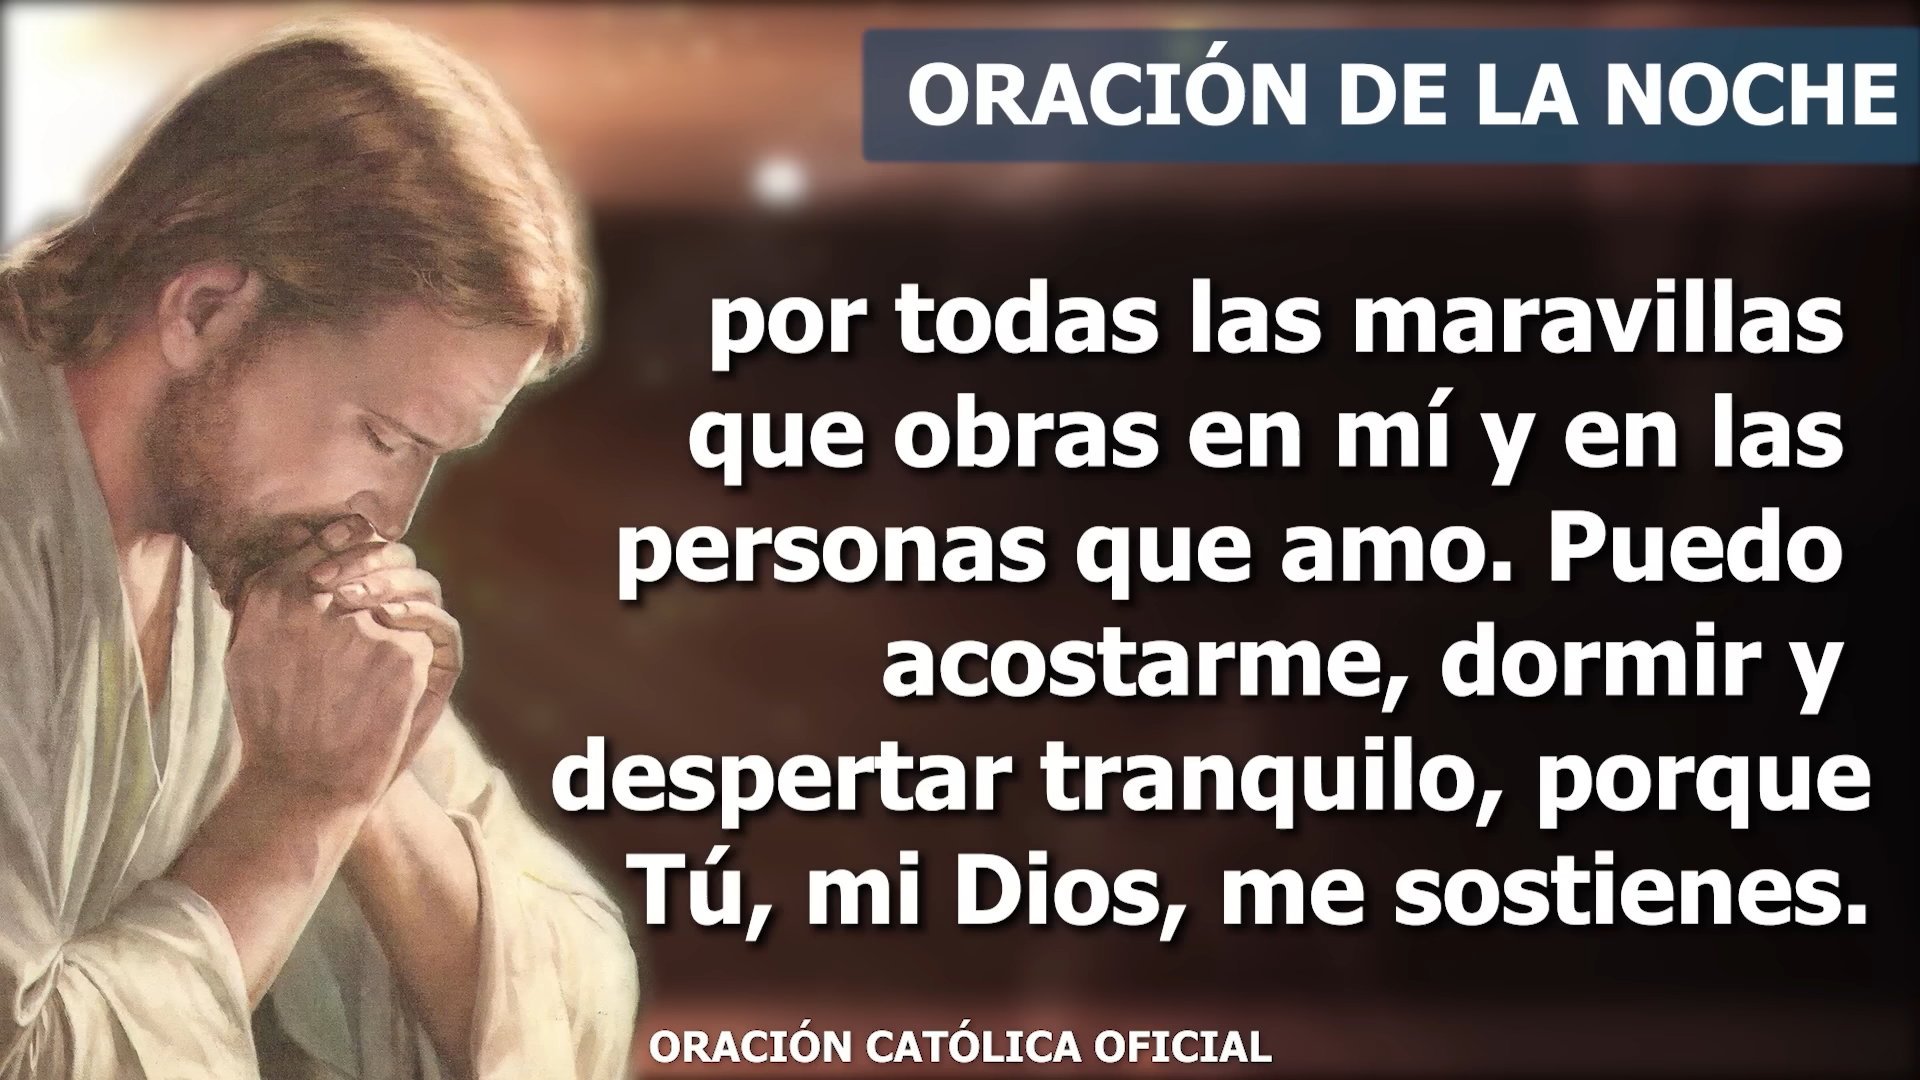 ORACIÓN DE LA NOCHE
por todas las maravillas
que obras en mí y en las
personas que amo. Puedo
acostarme, dormir y
despertar tranquilo, porque
Tú, mi Dios, me sostienes.
ORACIÓN CATÓLICA OFICIAL